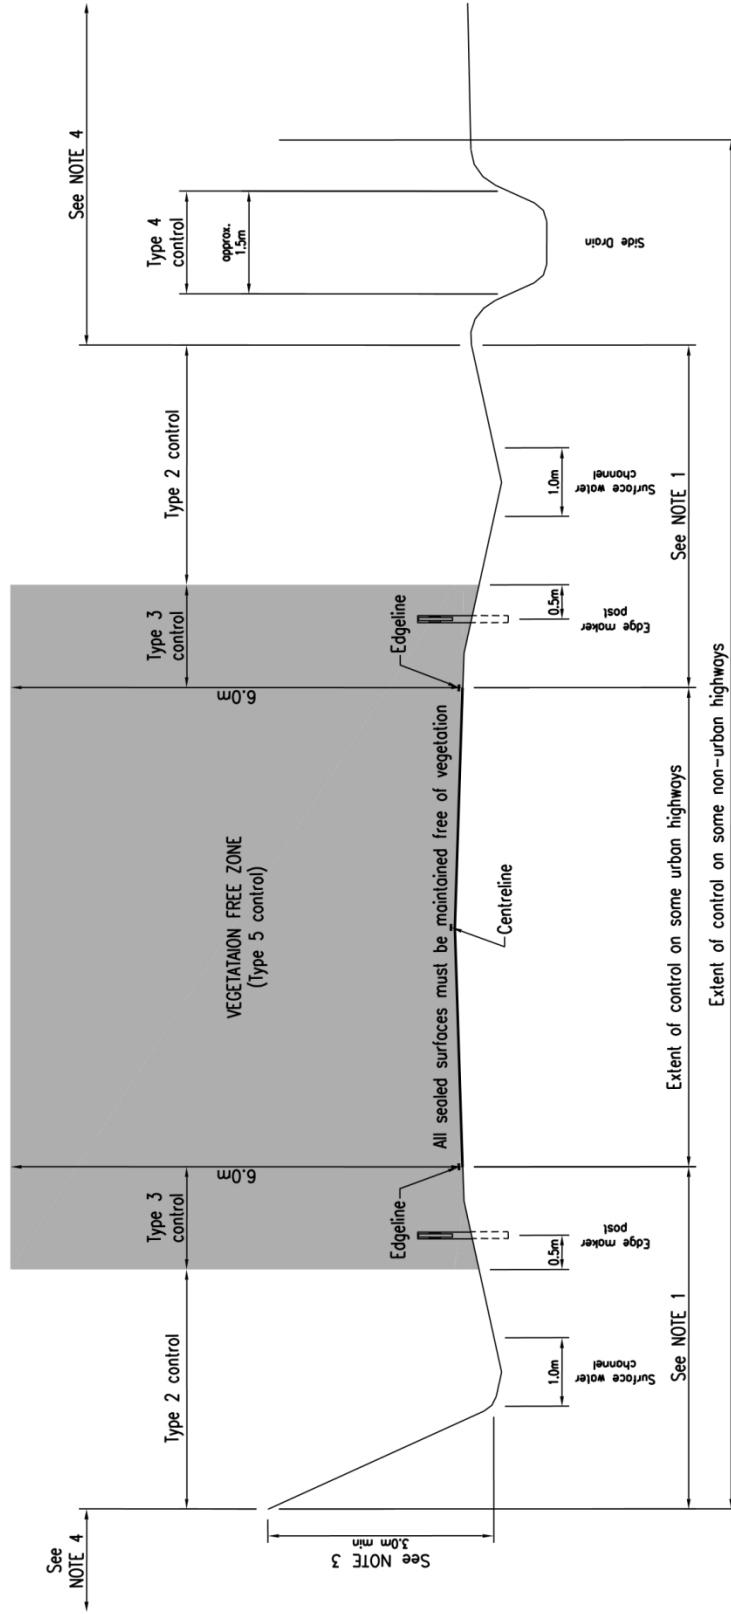 See
NOTE 4
See NOTE 4
Type 2 control
Type 3
control
Type 3
control
Type 2 control
Type 4
control
approx.
1.5m
VEGETATAION FREE ZONE
(Type 5 control)
6.0m
6.0m
Edgeline
All sealed surfaces must be maintained free of vegetation
Edgeline
Centreline
See NOTE 3
3.0m min
1.0m
Surface water
channel
0.5m
Edge maker
post
0.5m
Edge maker
post
1.0m
Surface water
channel
Side Drain
See NOTE 1
Extent of control on some urban highways
See NOTE 1
Extent of control on some non-urban highways